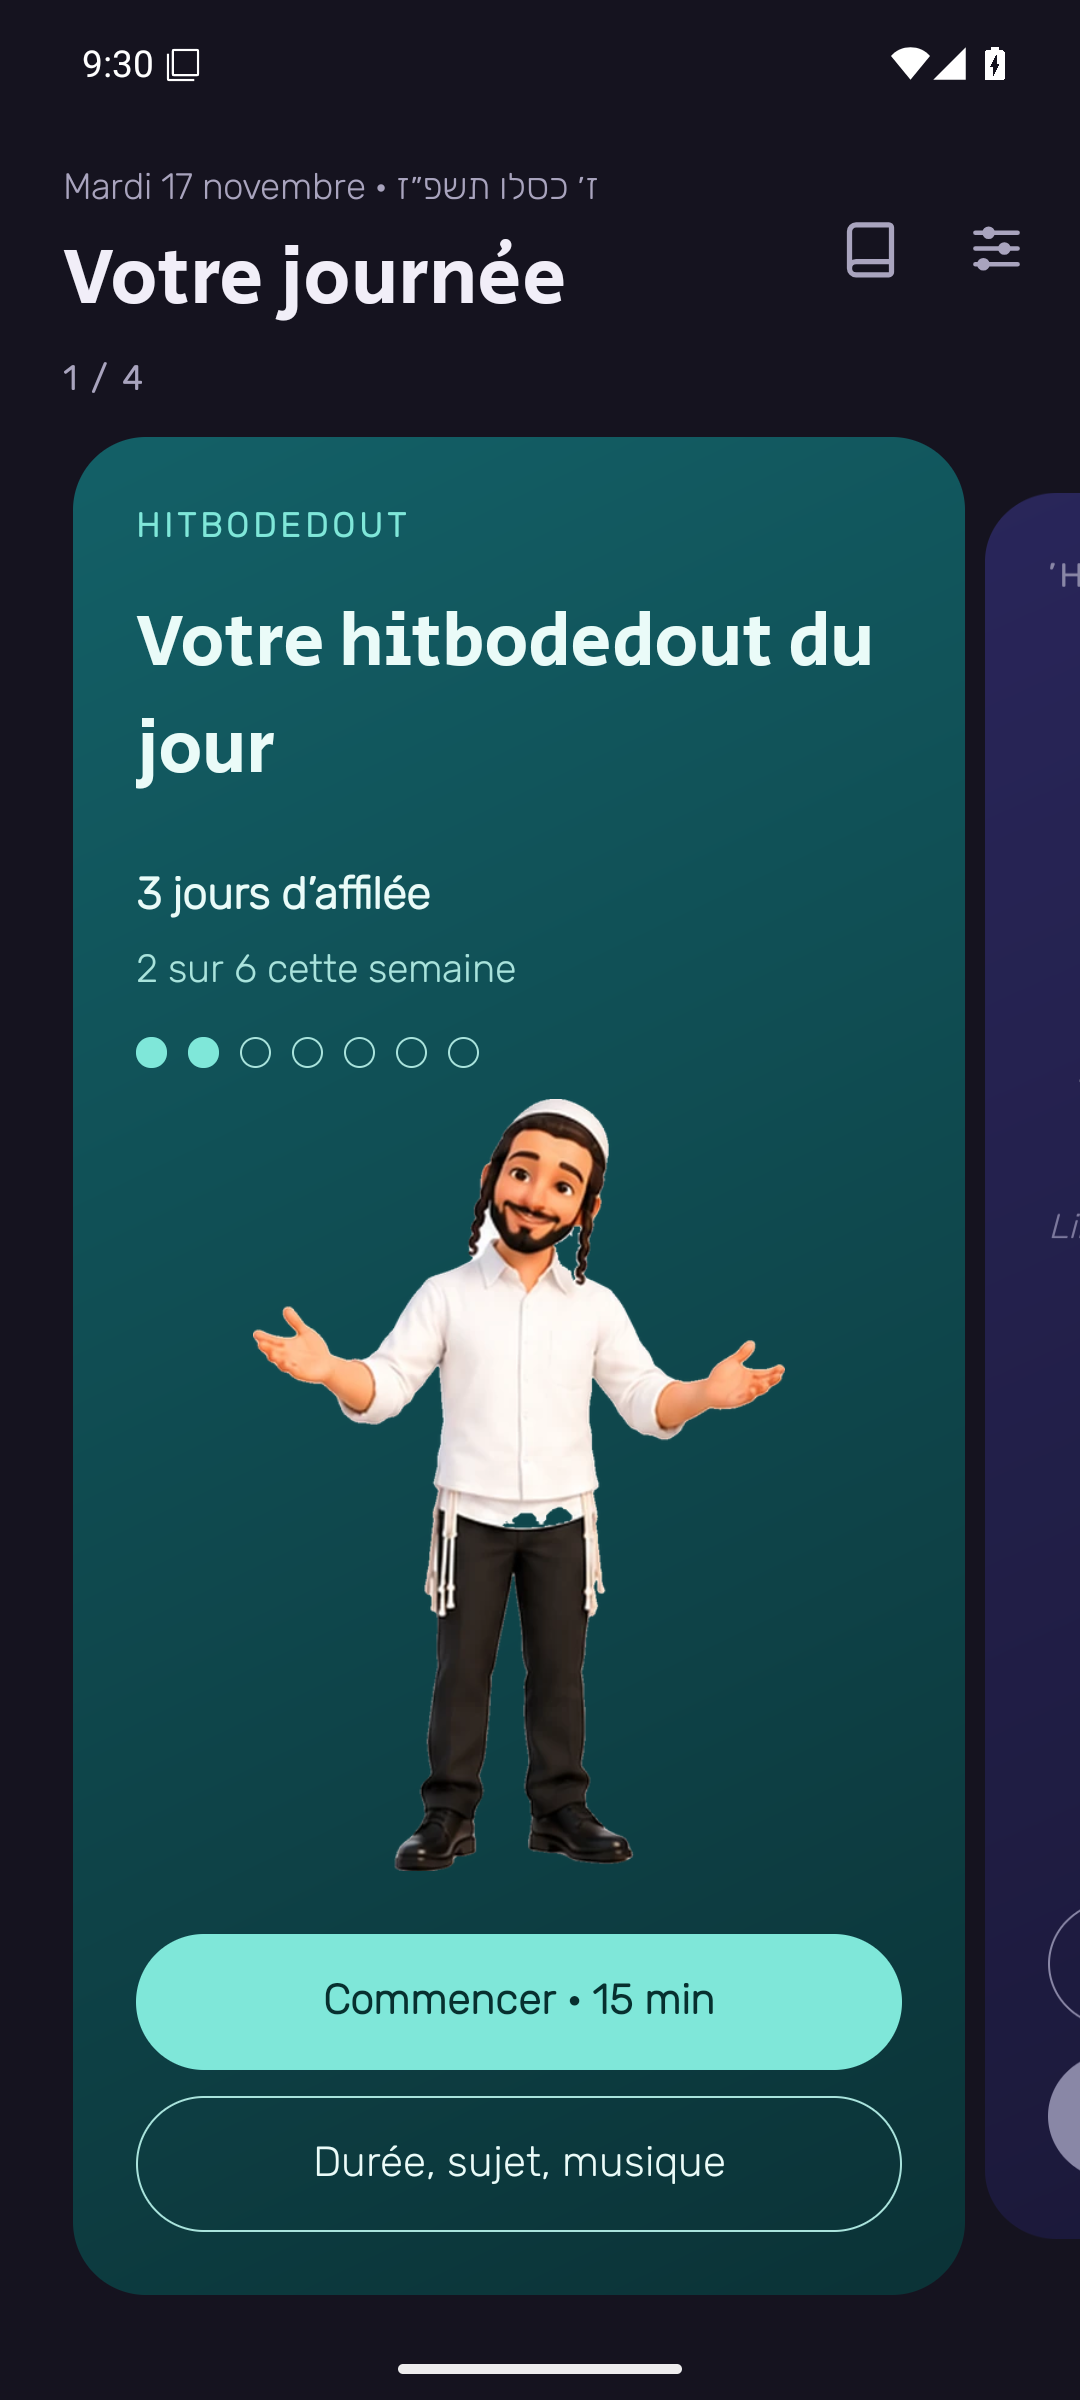 9:30
Mardi 17 novembre • ז׳ כסלו תשפ״ז
Votre journée
1 / 4
HITBODEDOUT
Votre hitbodedout du
jour
3 jours d’affilée
2 sur 6 cette semaine
Commencer • 15 min
Durée, sujet, musique